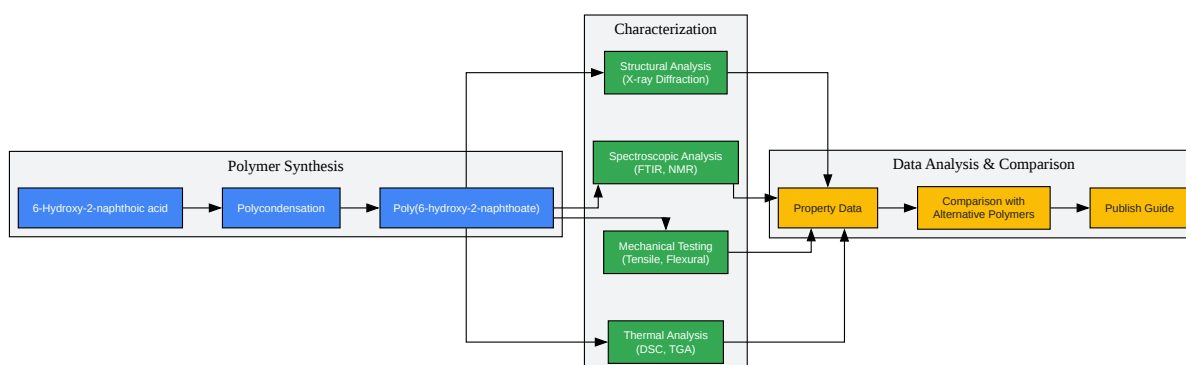 Characterization
Structural Analysis
(X-ray Diffraction)
Spectroscopic Analysis
(FTIR, NMR)
Mechanical Testing
(Tensile, Flexural)
Thermal Analysis
(DSC, TGA)
Polymer Synthesis
6-Hydroxy-2-naphthoic acid
Polycondensation
Poly(6-hydroxy-2-naphthoate)
Data Analysis & Comparison
Property Data
Comparison with
Alternative Polymers
Publish Guide